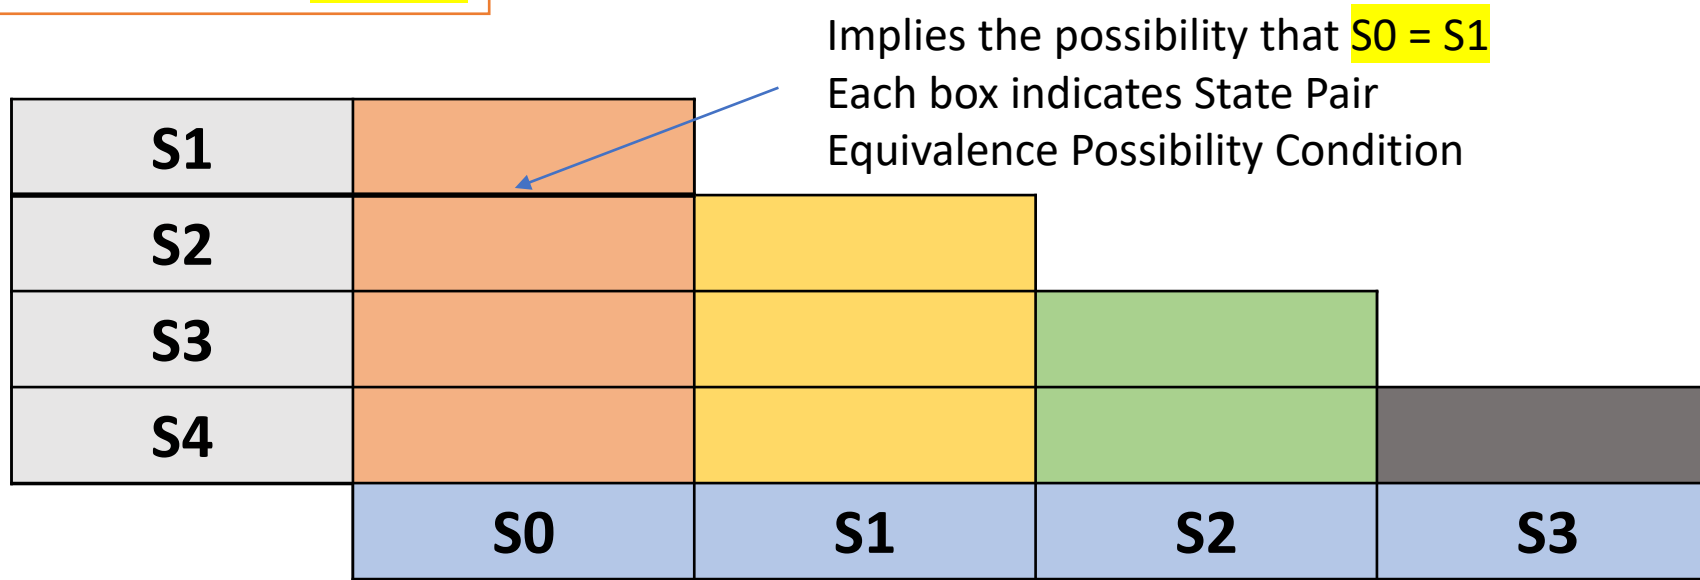 Implies the possibility that S0 = S1
Each box indicates State Pair
Equivalence Possibility Condition
S1
S2
S3
S4
S0 S1 S2 S3